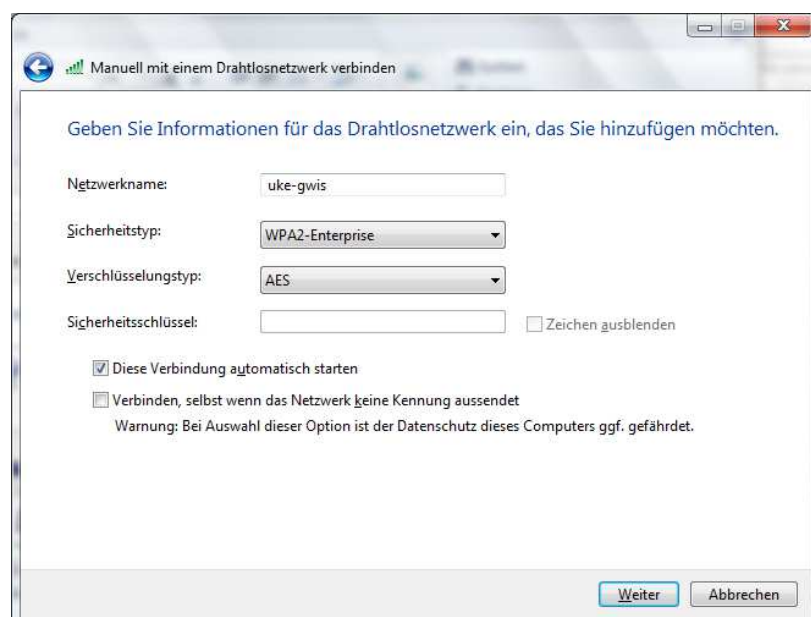 Manuell mit einem Drahtlosnetzwerk verbinden
Geben Sie Informationen für das Drahtlosnetzwerk ein, das Sie hinzufügen möchten.
Netzwerkname: uke-gwis
Sicherheitstyp: WPA2-Enterprise
Verschlüsselungstyp: AES
Sicherheitsschlüssel: Zeichen ausblenden
Diese Verbindung automatisch starten
Verbinden, selbst wenn das Netzwerk keine Kennung aussendet
Warnung: Bei Auswahl dieser Option ist der Datenschutz dieses Computers ggf. gefährdet.
Weiter Abbrechen